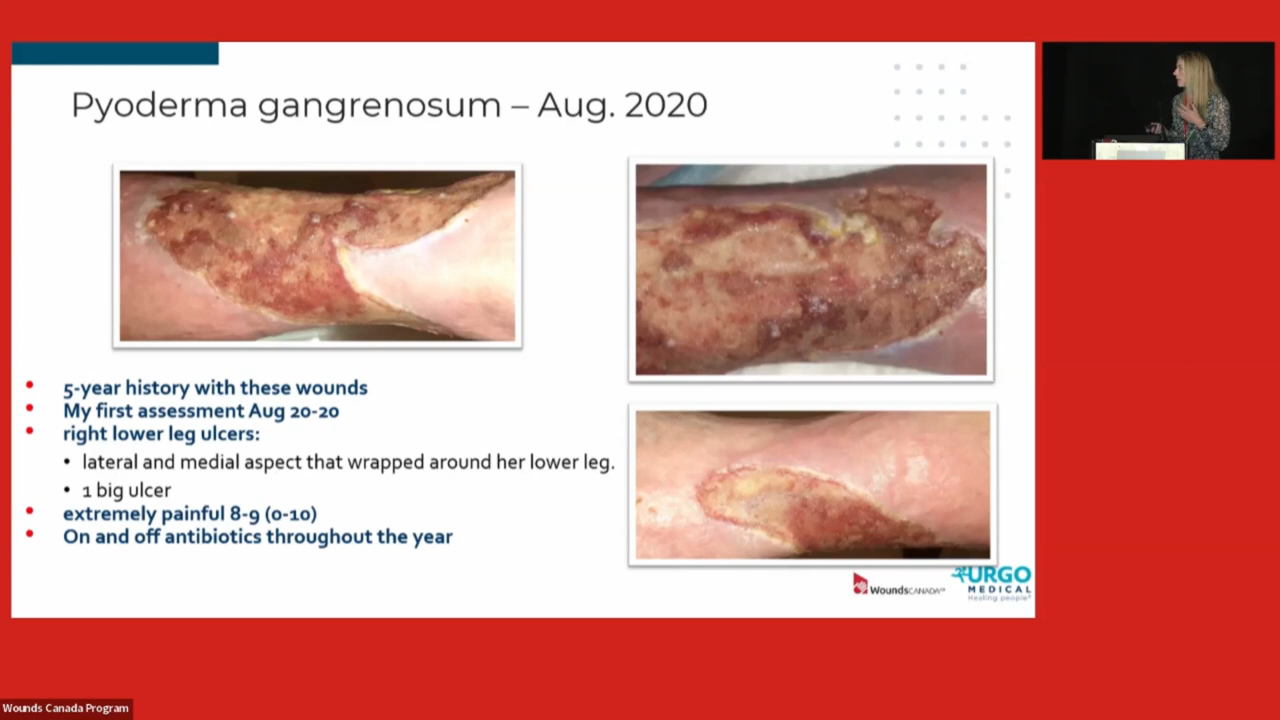 Pyoderma gangrenosum – Aug. 2020
5-year history with these wounds
My first assessment Aug 20-20
right lower leg ulcers:
lateral and medial aspect that wrapped around her lower leg.
1 big ulcer
extremely painful 8-9 (0-10)
On and off antibiotics throughout the year
WoundsCANADA
URGO
MEDICAL
Healing people®
Wounds Canada Program